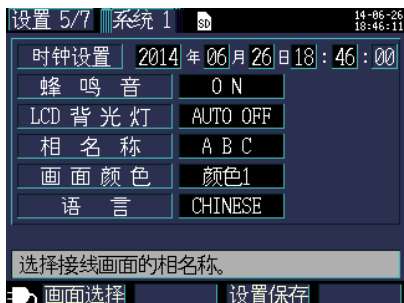 设置 5/7 系统 1 SD 14-06-26
18:46:11
时钟设置 2014 年 06 月 26 日 18 : 46 : 00
蜂鸣音 O N
LCD 背光灯 AUTO OFF
相名称 A B C
画面颜色 颜色1
语言 CHINESE
选择接线画面的相名称。
画面选择 设置保存